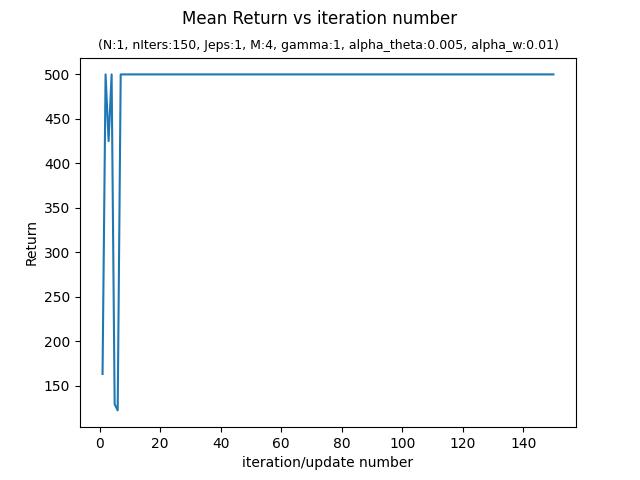 Mean Return vs iteration number
(N:1, nIters:150, Jeps:1, M:4, gamma:1, alpha_theta:0.005, alpha_w:0.01)
500
450
400
350
300
250
200
150
Return
0 20 40 60 80 100 120 140
iteration/update number